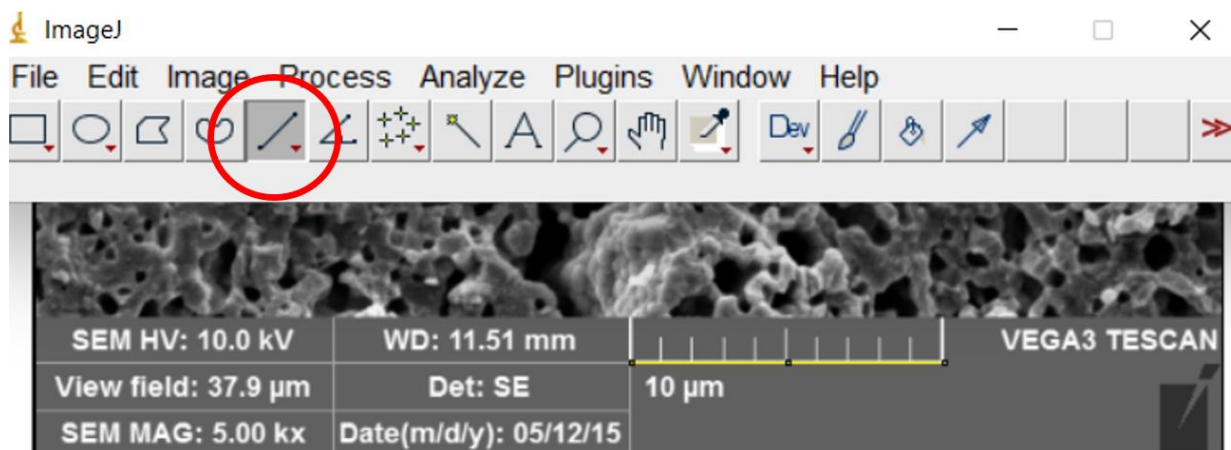 ImageJ
File Edit Image Process Analyze Plugins Window Help
A Dev
SEM HV: 10.0 kV WD: 11.51 mm VEGA3 TESCAN
View field: 37.9 µm Det: SE 10 µm
SEM MAG: 5.00 kx Date(m/d/y): 05/12/15